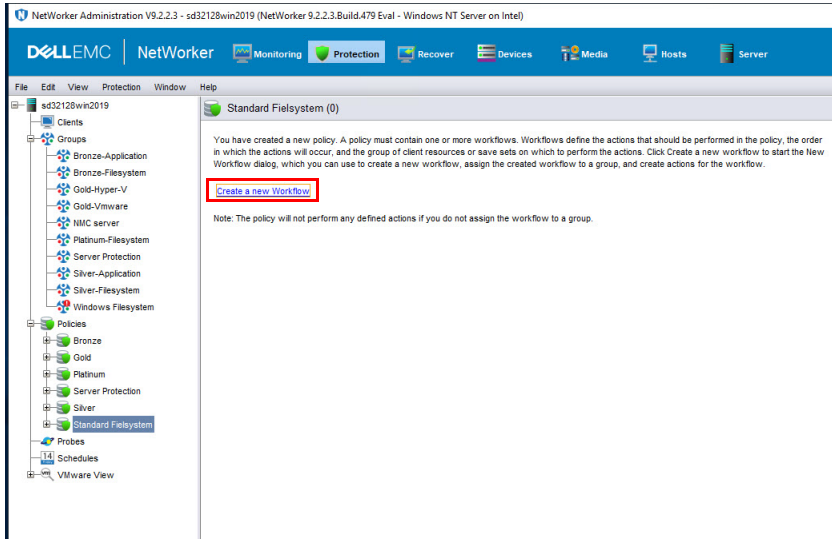 NetWorker Administration V9.2.2.3 - sd32128win2019 (NetWorker 9.2.2.3.Build.479 Eval - Windows NT Server on Intel)
DELLEMC | NetWorker Monitoring Protection Recover Devices Media Hosts Server
File Edit View Protection Window Help
sd32128win2019
Clients
Groups
Bronze-Application
Bronze-Filesystem
Gold-Hyper-V
Gold-Vmware
NMC server
Platinum-Filesystem
Server Protection
Silver-Application
Silver-Filesystem
Windows Filesystem
Policies
Bronze
Gold
Platinum
Server Protection
Silver
Standard Fielsystem
Probes
14 Schedules
VMware View
Standard Fielsystem (0)
You have created a new policy. A policy must contain one or more workflows. Workflows define the actions that should be performed in the policy, the order
in which the actions will occur, and the group of client resources or save sets on which to perform the actions. Click Create a new workflow to start the New
Workflow dialog, which you can use to create a new workflow, assign the created workflow to a group, and create actions for the workflow.
Create a new Workflow
Note: The policy will not perform any defined actions if you do not assign the workflow to a group.